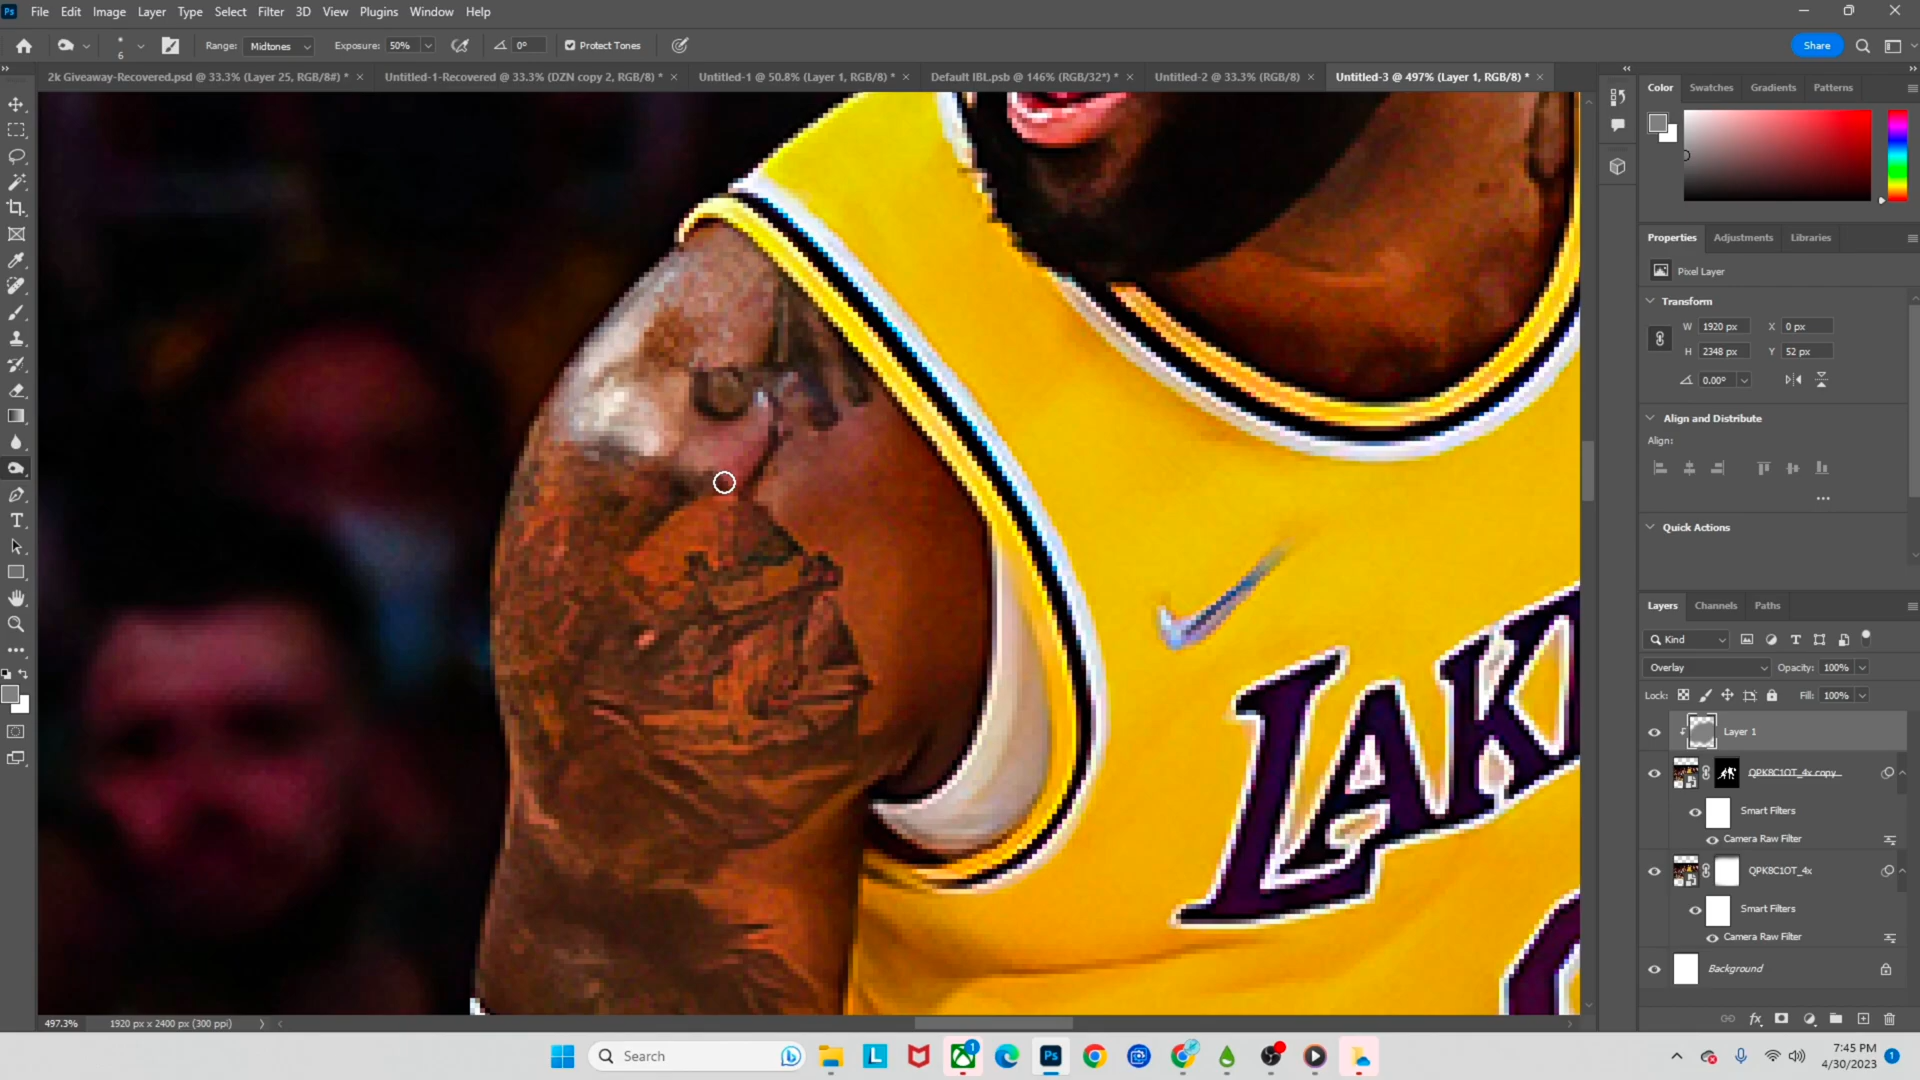 Ps File Edit Image Layer Type Select Filter 3D View Plugins Window Help
6 Range: Midtones Exposure: 50% 0° Protect Tones Share
2k Giveaway-Recovered.psd @ 33.3% (Layer 25, RGB/8#) * × Untitled-1-Recovered @ 33.3% (DZN copy 2, RGB/8) * × Untitled-1 @ 50.8% (Layer 1, RGB/8) * × Default IBL.psb @ 146% (RGB/32*) * × Untitled-2 @ 33.3% (RGB/8) × Untitled-3 @ 497% (Layer 1, RGB/8) * ×
Color Swatches Gradients Patterns
Properties Adjustments Libraries
Pixel Layer
Transform
W 1920 px X 0 px
H 2348 px Y 52 px
0.00°
Align and Distribute
Align:
...
Quick Actions
LAK
Layers Channels Paths
Kind
Overlay Opacity: 100%
Lock: Fill: 100%
Layer 1
QPK8C1OT_4x copy
Smart Filters
Camera Raw Filter
QPK8C1OT_4x
Smart Filters
Camera Raw Filter
Background
fx
497.3% 1920 px x 2400 px (300 ppi)
Search
L
1
Ps
7:45 PM
4/30/2023
1